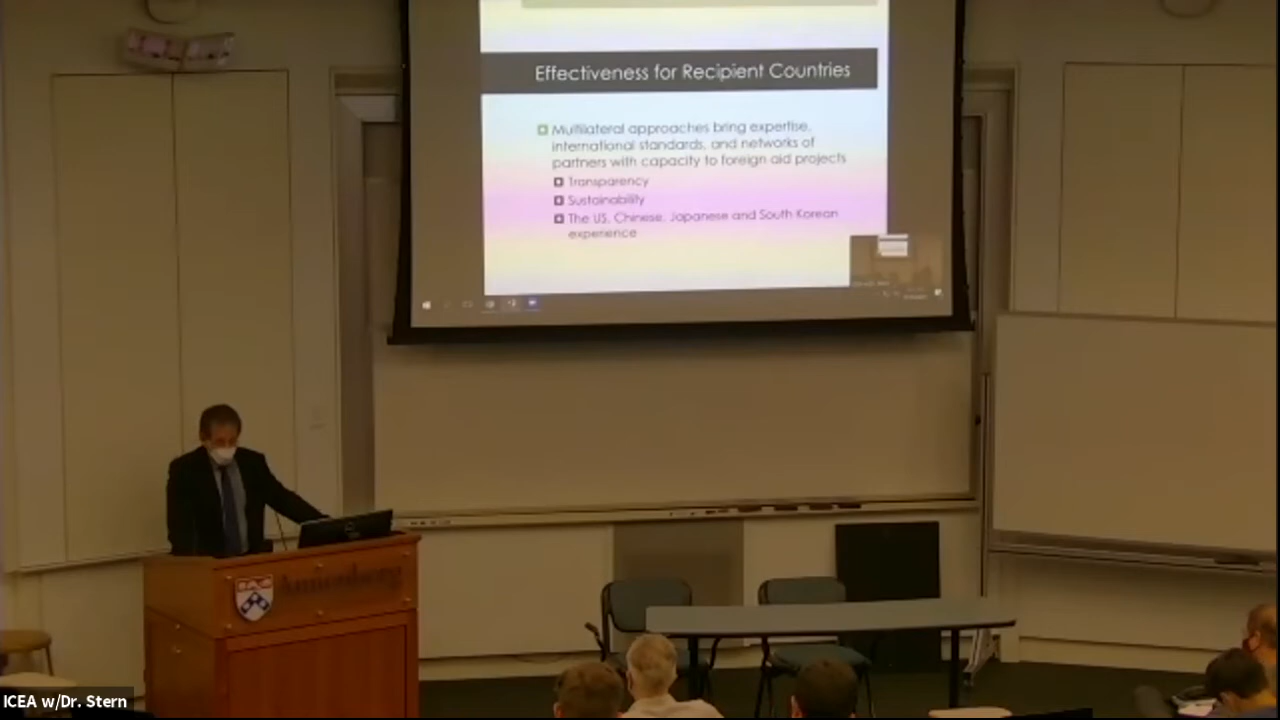 Effectiveness for Recipient Countries
Multilateral approaches bring expertise,
international standards, and networks of
partners with capacity to foreign aid projects
Transparency
Sustainability
The US, Chinese, Japanese and South Korean
experience
Annenberg
ICEA w/Dr. Stern